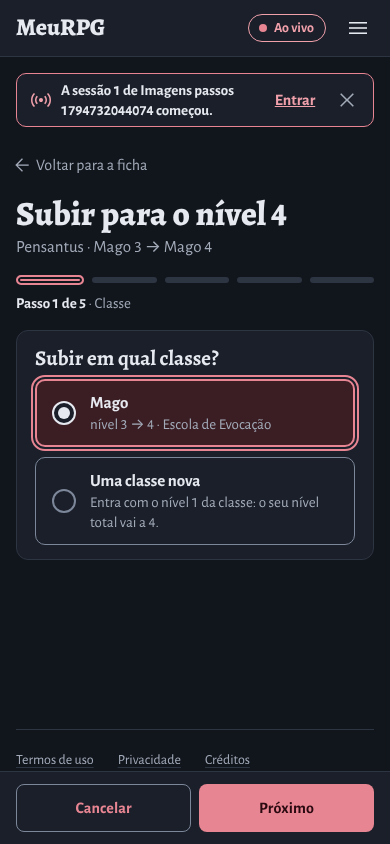 MeuRPG
Ao vivo
A sessão 1 de Imagens passos
1794732044074 começou.
Entrar
Voltar para a ficha
Subir para o nível 4
Pensantus · Mago 3 → Mago 4
Passo 1 de 5 · Classe
Subir em qual classe?
Mago
nível 3 → 4 · Escola de Evocação
Uma classe nova
Entra com o nível 1 da classe: o seu nível
total vai a 4.
Termos de uso
Privacidade
Créditos
Cancelar
Próximo